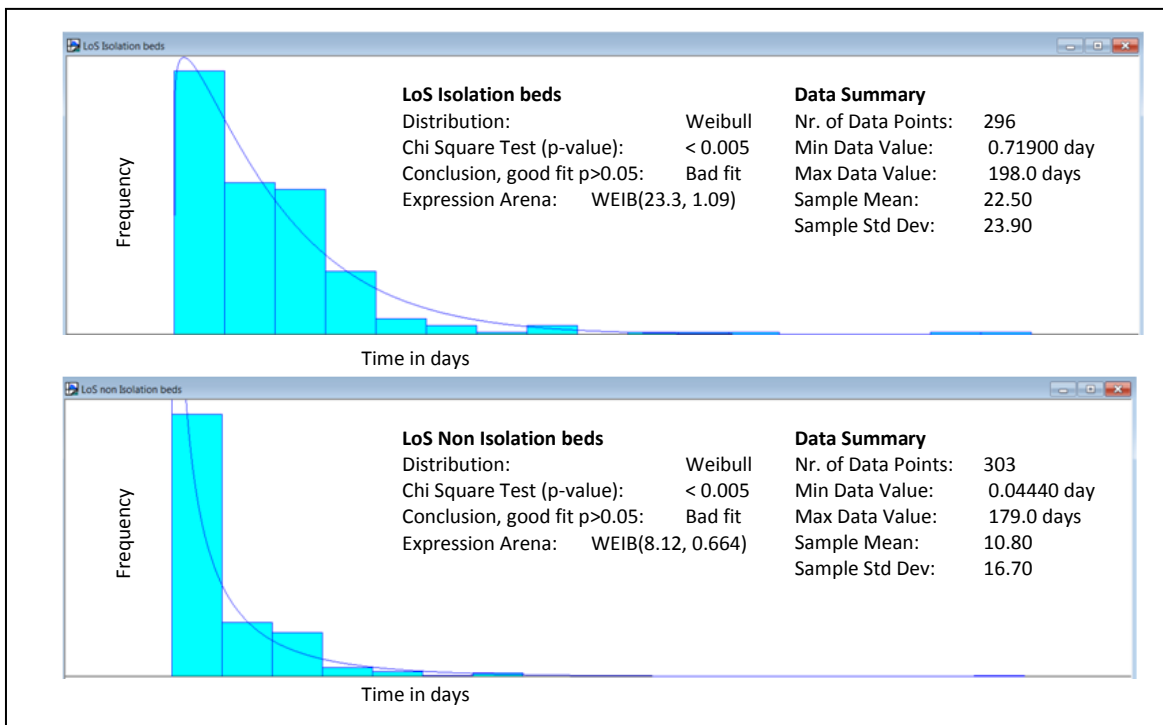 LoS Isolation beds
LoS Isolation beds
Distribution: Weibull
Chi Square Test (p-value): < 0.005
Conclusion, good fit p>0.05: Bad fit
Expression Arena: WEIB(23.3, 1.09)
Data Summary
Nr. of Data Points: 296
Min Data Value: 0.71900 day
Max Data Value: 198.0 days
Sample Mean: 22.50
Sample Std Dev: 23.90
Frequency
Time in days
LoS non Isolation beds
LoS Non Isolation beds
Distribution: Weibull
Chi Square Test (p-value): < 0.005
Conclusion, good fit p>0.05: Bad fit
Expression Arena: WEIB(8.12, 0.664)
Data Summary
Nr. of Data Points: 303
Min Data Value: 0.04440 day
Max Data Value: 179.0 days
Sample Mean: 10.80
Sample Std Dev: 16.70
Frequency
Time in days